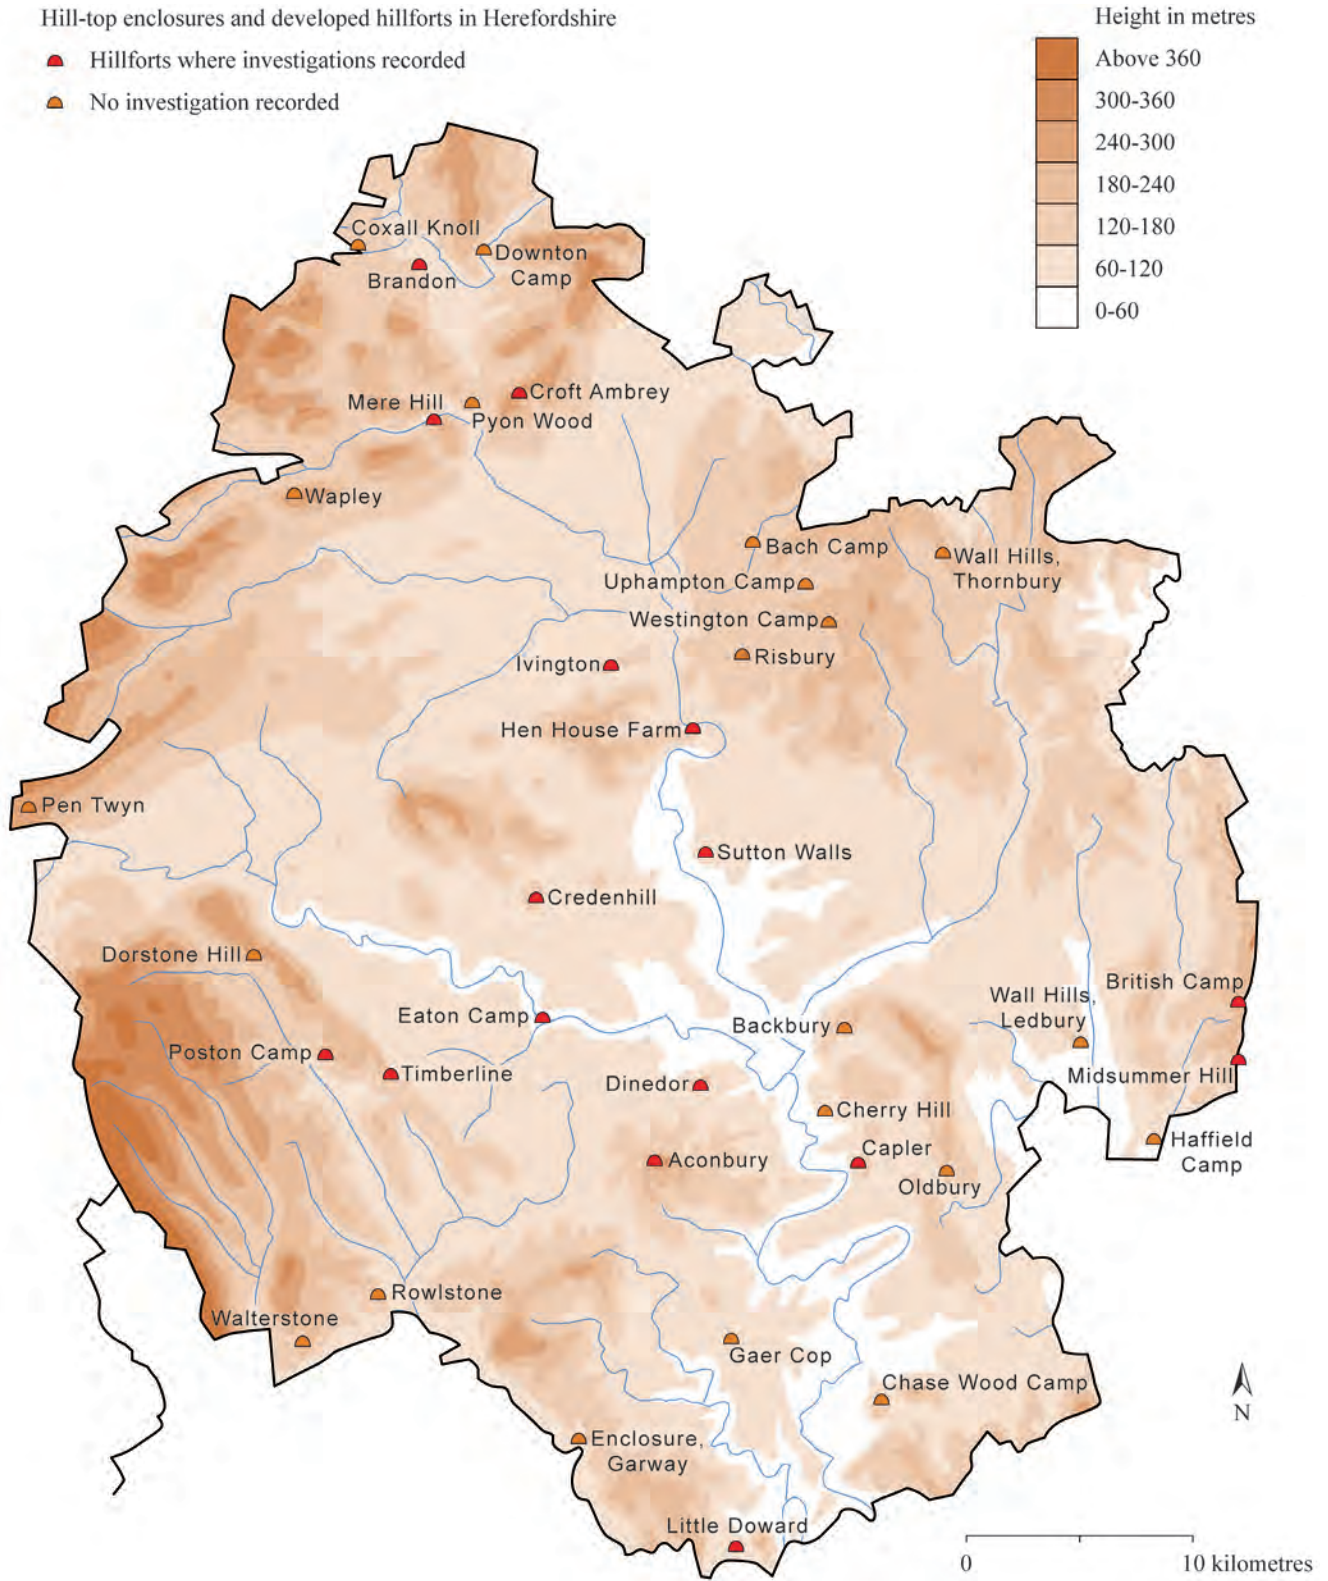 Hill-top enclosures and developed hillforts in Herefordshire
Hillforts where investigations recorded
No investigation recorded
Height in metres
Above 360
300-360
240-300
180-240
120-180
60-120
0-60
Coxall Knoll
Downton
Camp
Brandon
Croft Ambrey
Mere Hill
Pyon Wood
Wapley
Bach Camp
Wall Hills,
Thornbury
Uphampton Camp
Westington Camp
Risbury
Ivington
Hen House Farm
Pen Twyn
Sutton Walls
Credenhill
Dorstone Hill
British Camp
Wall Hills,
Ledbury
Eaton Camp
Backbury
Poston Camp
Timberline
Dinedor
Midsummer Hill
Cherry Hill
Capler
Haffield
Camp
Aconbury
Oldbury
Rowlstone
Walterstone
Gaer Cop
Chase Wood Camp
N
Enclosure,
Garway
Little Doward
0
10 kilometres